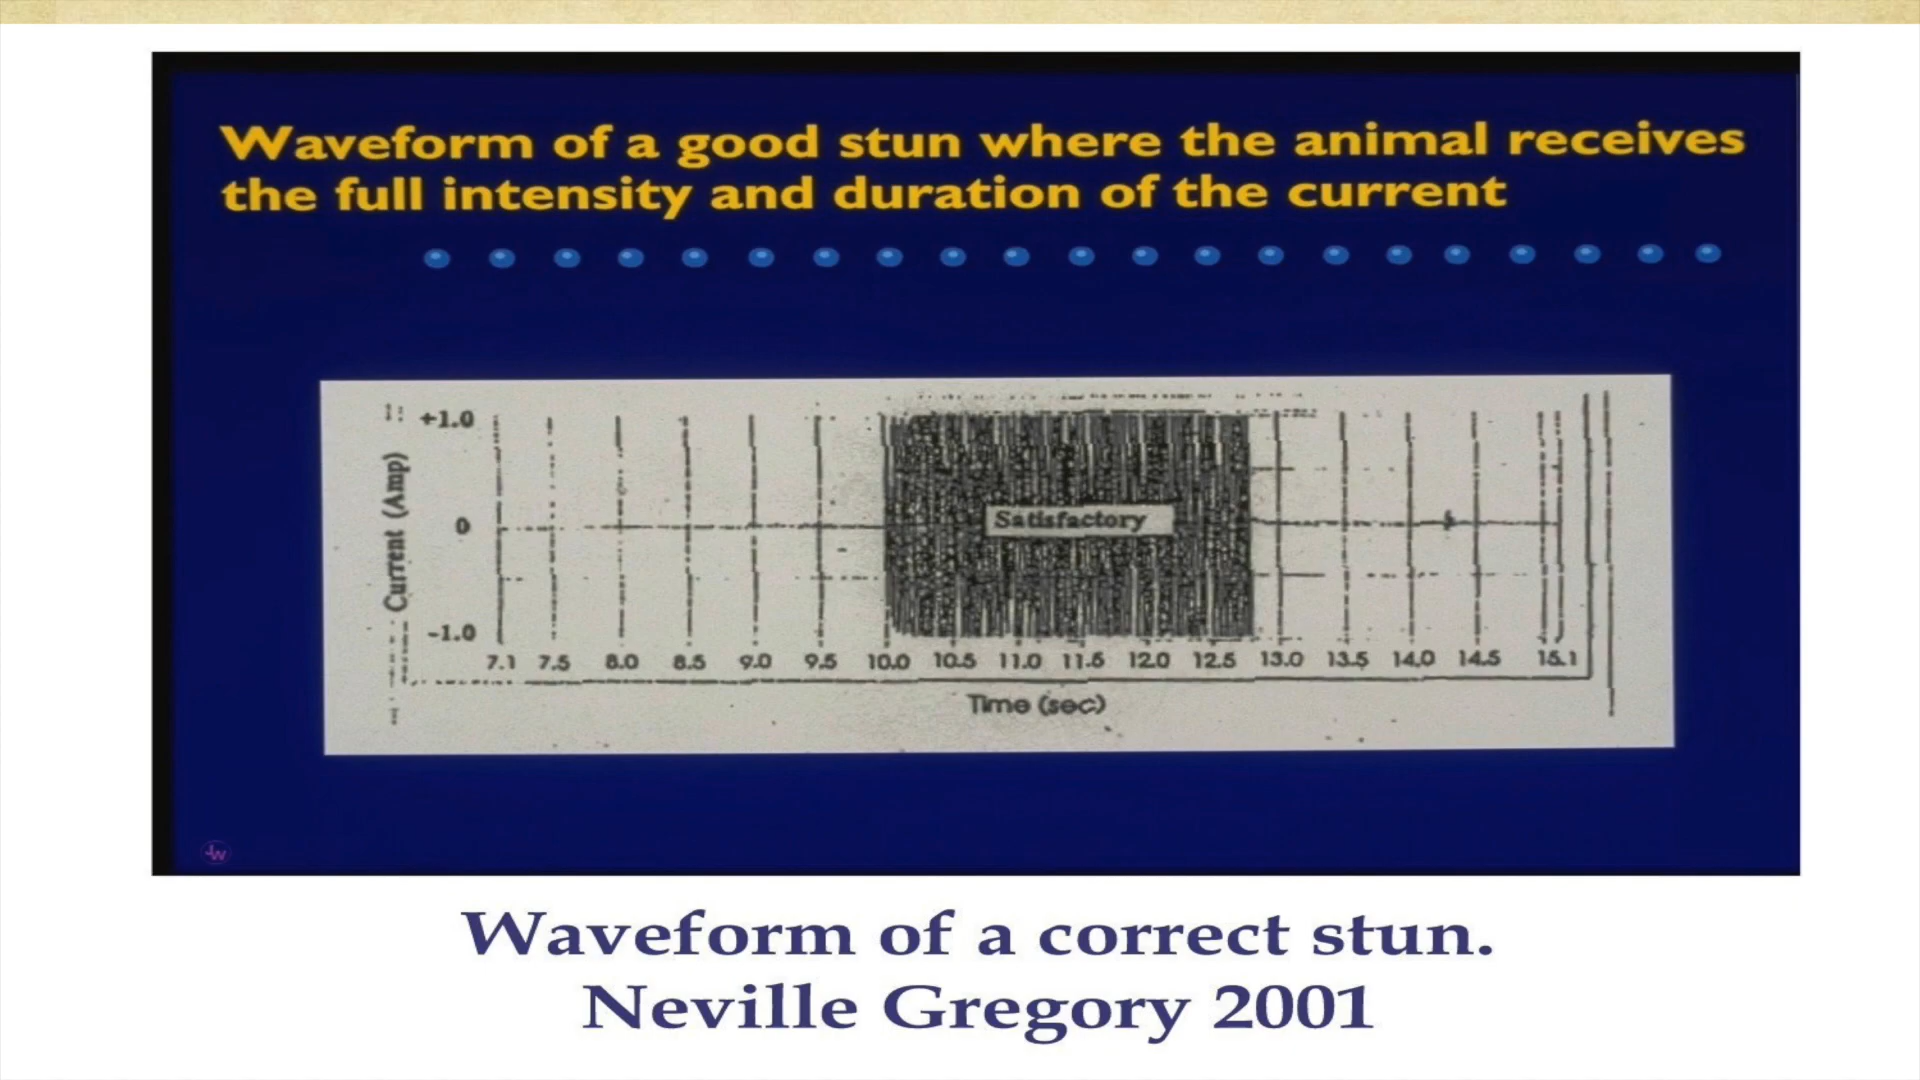 Waveform of a good stun where the animal receives
the full intensity and duration of the current
+1.0
Current (Amp)
0
Satisfactory
-1.0
7.1 7.5 8.0 8.5 9.0 9.5 10.0 10.5 11.0 11.5 12.0 12.5 13.0 13.5 14.0 14.5 15.1
Time (sec)
JW
Waveform of a correct stun.
Neville Gregory 2001